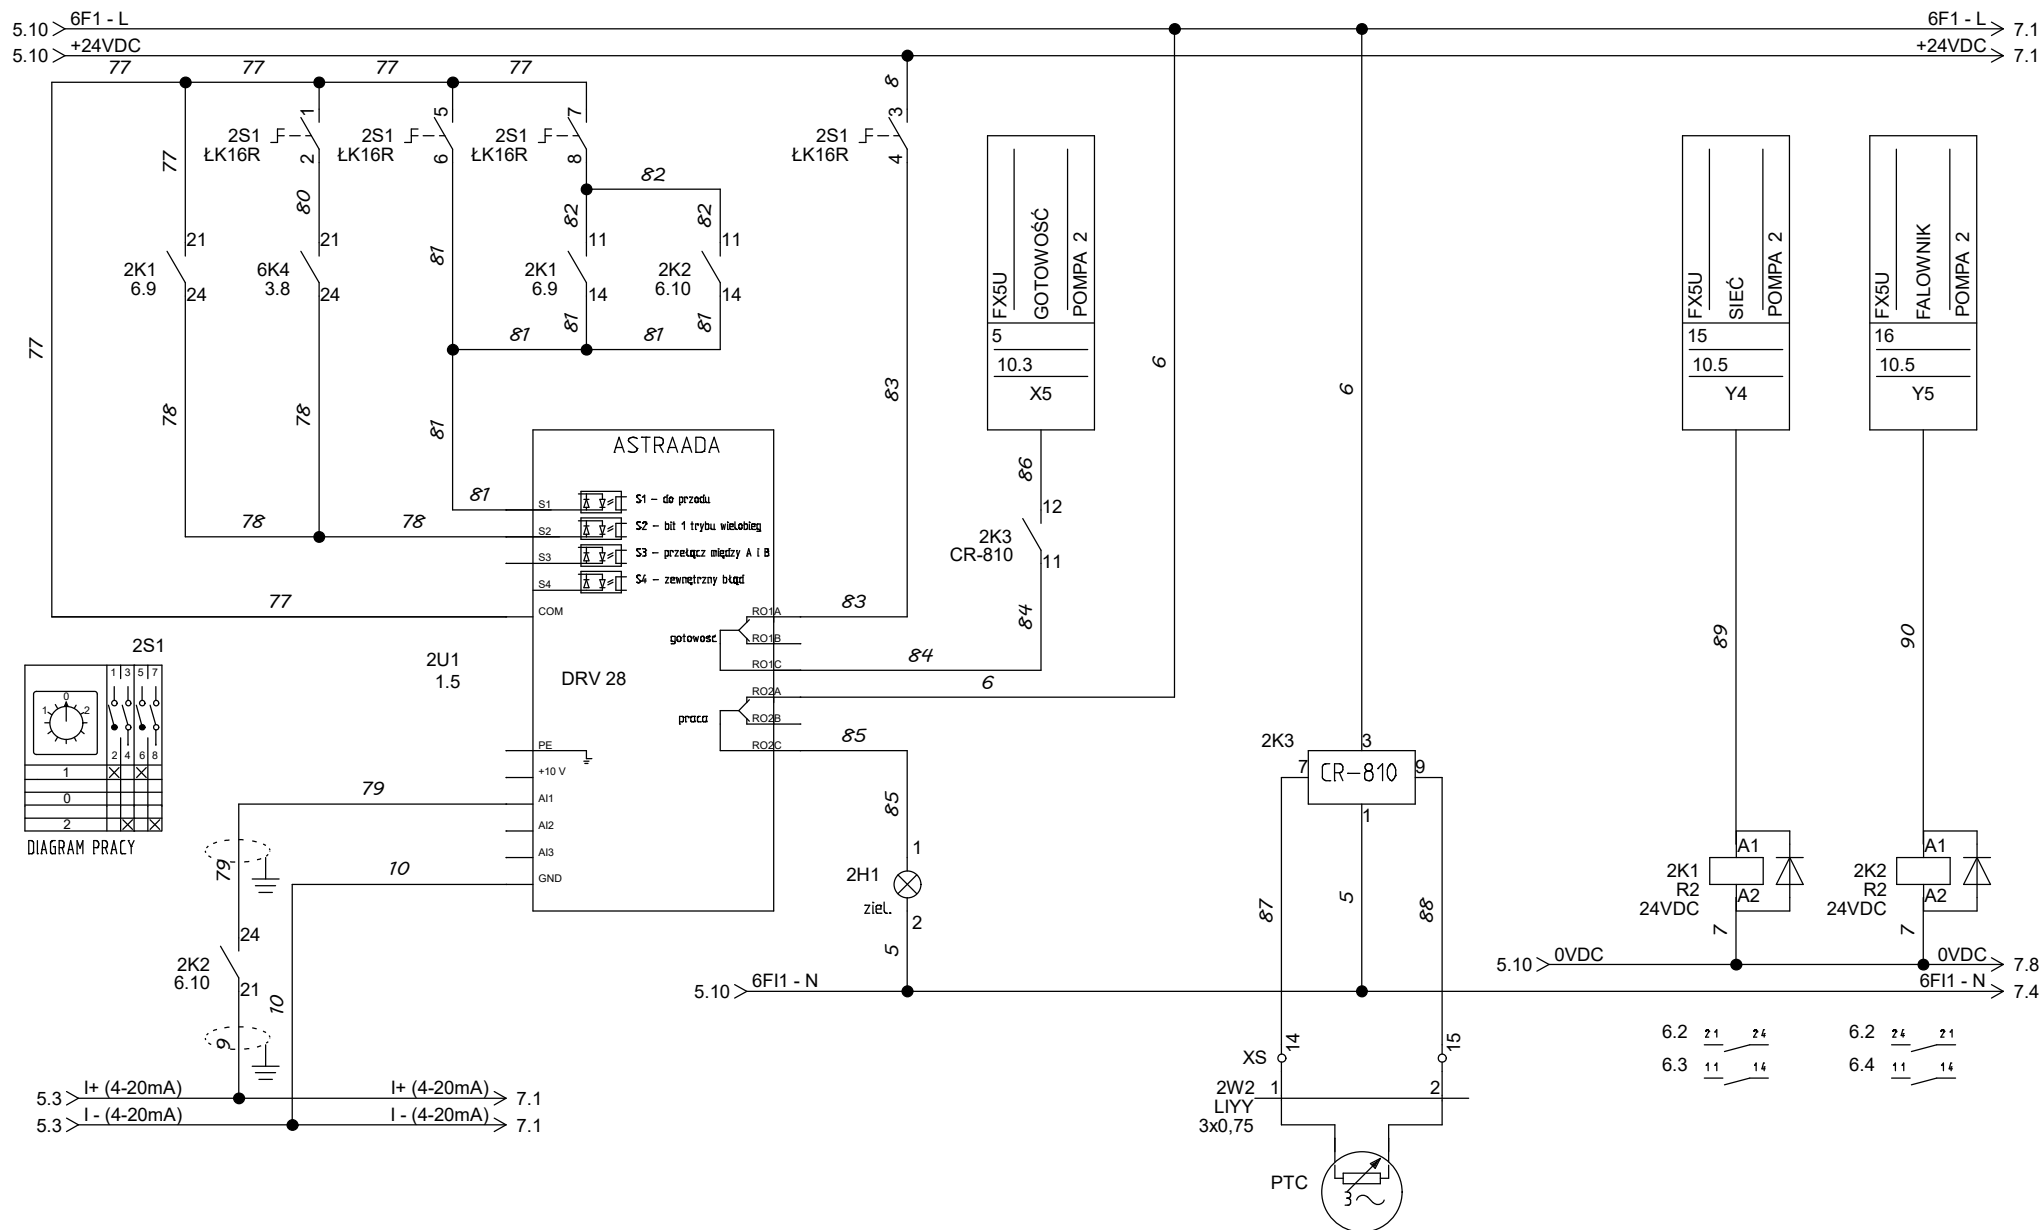 6F1 - L
5.10
6F1 - L
7.1
+24VDC
5.10
+24VDC
7.1
77
77
77
77
8
1
2S1
ŁK16R
2
5
2S1
ŁK16R
6
7
2S1
ŁK16R
8
3
2S1
ŁK16R
4
77
80
82
82
82
81
21
2K1
6.9
24
21
6K4
3.8
24
11
2K1
6.9
14
11
2K2
6.10
14
81
81
81
81
77
78
78
81
83
6
6
FX5U
GOTOWOŚĆ
POMPA 2
5
10.3
X5
FX5U
SIEĆ
POMPA 2
15
10.5
Y4
FX5U
FALOWNIK
POMPA 2
16
10.5
Y5
ASTRAADA
81
S1
S1 - do przodu
78
78
S2
S2 - bit 1 trybu wielobieg
S3
S3 - przełącz między A I B
S4
S4 - zewnętrzny błąd
77
COM
86
12
2K3
CR-810
11
84
RO1A
83
gotowość
RO1B
RO1C
84
2U1
1.5
DRV 28
RO2A
6
praca
RO2B
RO2C
85
PE
+10 V
79
AI1
AI2
AI3
10
GND
2S1
1 3 5 7
0
1 2
2 4 6 8
1
0
2
DIAGRAM PRACY
79
24
2K2
6.10
21
10
9
85
1
2H1
ziel.
2
5
2K3
3
7
CR-810
9
1
87
5
88
89
90
A1
2K1
R2
24VDC
A2
7
A1
2K2
R2
24VDC
A2
7
5.10
0VDC
0VDC
7.8
5.10
6FI1 - N
6FI1 - N
7.4
6.2 21 24
6.3 11 14
6.2 24 21
6.4 11 14
XS
14
15
2W2
1
2
LIYY
3x0,75
PTC
3
5.3
I+ (4-20mA)
I+ (4-20mA)
7.1
5.3
I - (4-20mA)
I - (4-20mA)
7.1